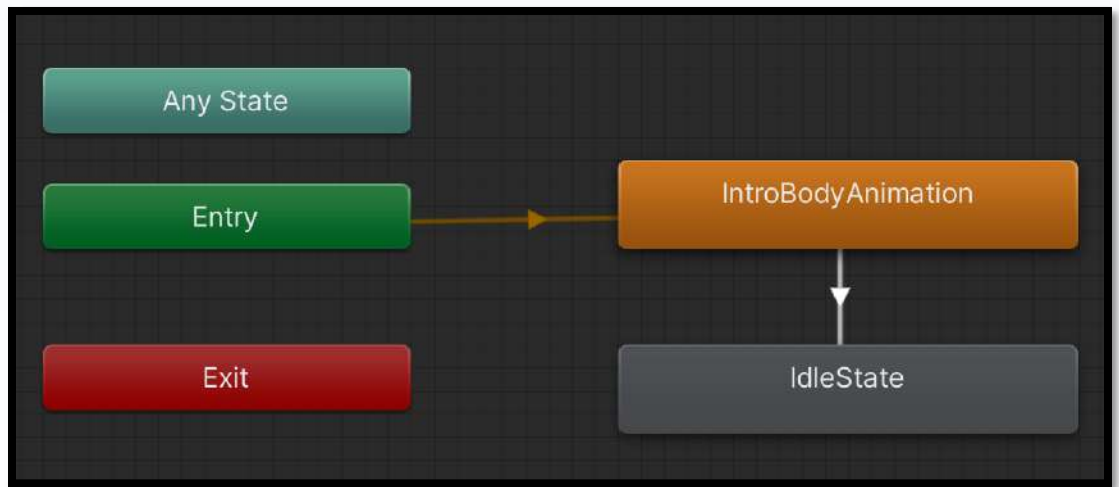 Any State
Entry
IntroBodyAnimation
Exit
IdleState